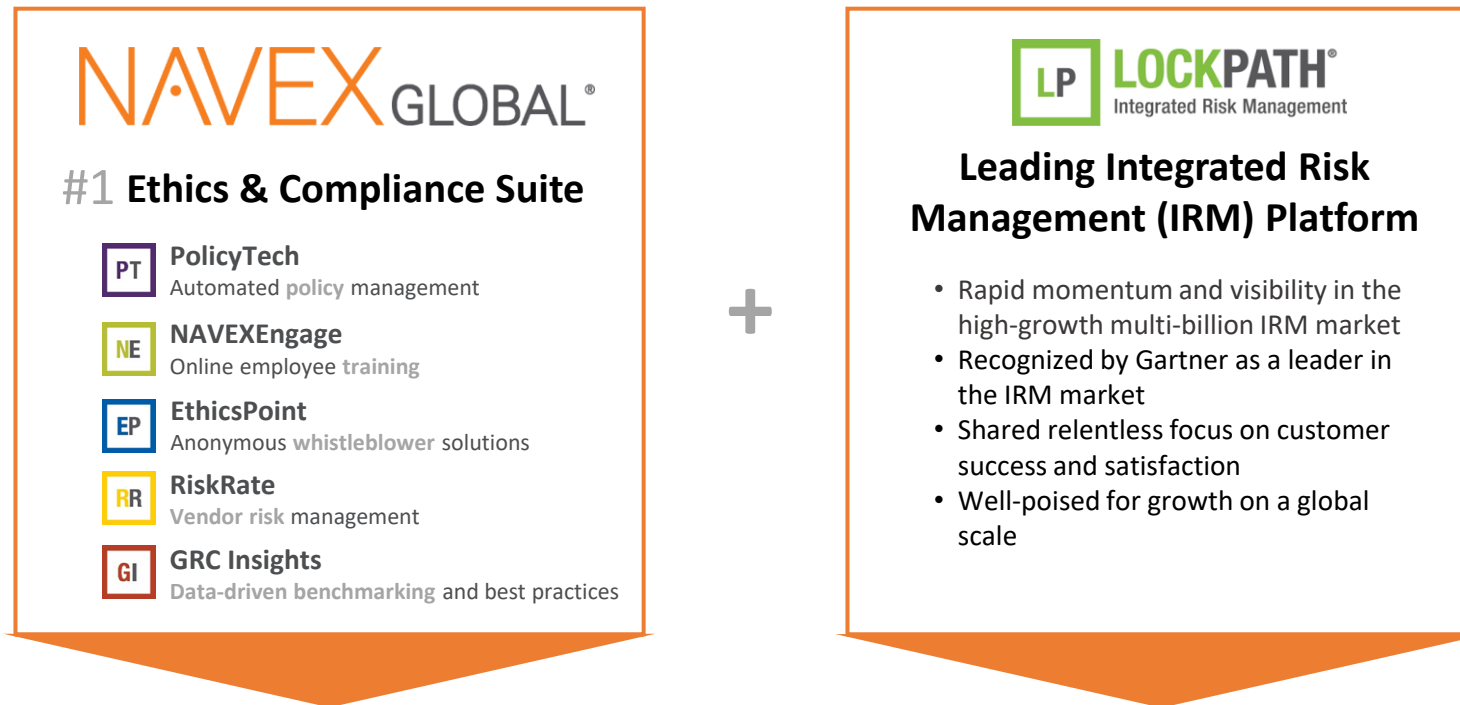 NAVEX GLOBAL®
#1 Ethics & Compliance Suite
PT
PolicyTech
Automated policy management
NE
NAVEXEngage
Online employee training
EP
EthicsPoint
Anonymous whistleblower solutions
RR
RiskRate
Vendor risk management
GI
GRC Insights
Data-driven benchmarking and best practices
+
LP
LOCKPATH®
Integrated Risk Management
Leading Integrated Risk
Management (IRM) Platform
• Rapid momentum and visibility in the
high-growth multi-billion IRM market
• Recognized by Gartner as a leader in
the IRM market
• Shared relentless focus on customer
success and satisfaction
• Well-poised for growth on a global
scale